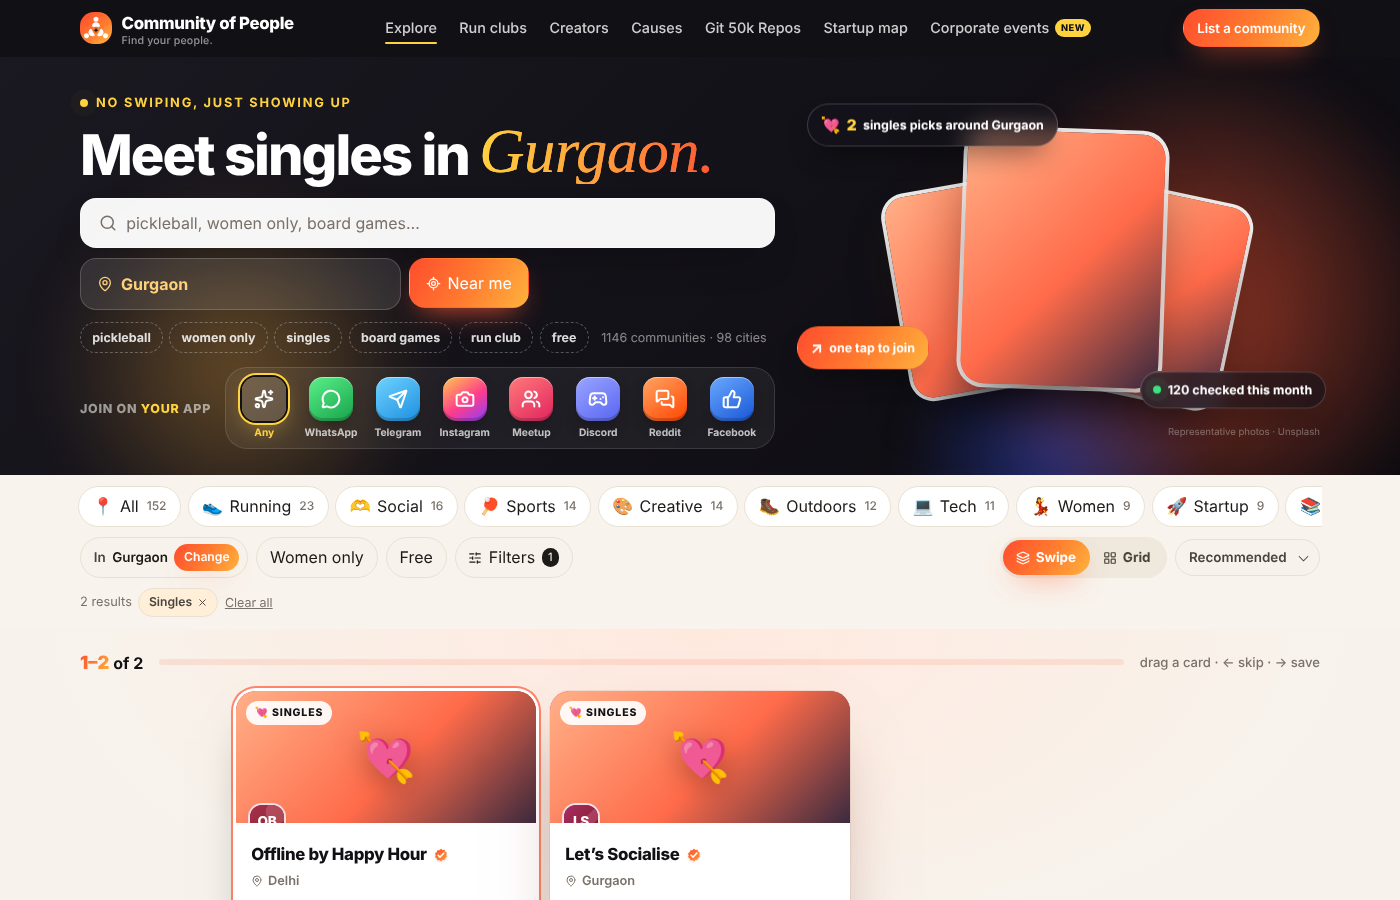 Community of People
Find your people.
Explore
Run clubs
Creators
Causes
Git 50k Repos
Startup map
Corporate events NEW
List a community
NO SWIPING, JUST SHOWING UP
Meet singles in Gurgaon.
pickleball, women only, board games...
Gurgaon
Near me
pickleball
women only
singles
board games
run club
free
1146 communities · 98 cities
JOIN ON YOUR APP
Any
WhatsApp
Telegram
Instagram
Meetup
Discord
Reddit
Facebook
2 singles picks around Gurgaon
one tap to join
120 checked this month
Representative photos · Unsplash
All 152
Running 23
Social 16
Sports 14
Creative 14
Outdoors 12
Tech 11
Women 9
Startup 9
In Gurgaon Change
Women only
Free
Filters 1
Swipe
Grid
Recommended
2 results
Singles ×
Clear all
1–2 of 2
drag a card · ← skip · → save
SINGLES
OB
Offline by Happy Hour
Delhi
SINGLES
LS
Let’s Socialise
Gurgaon